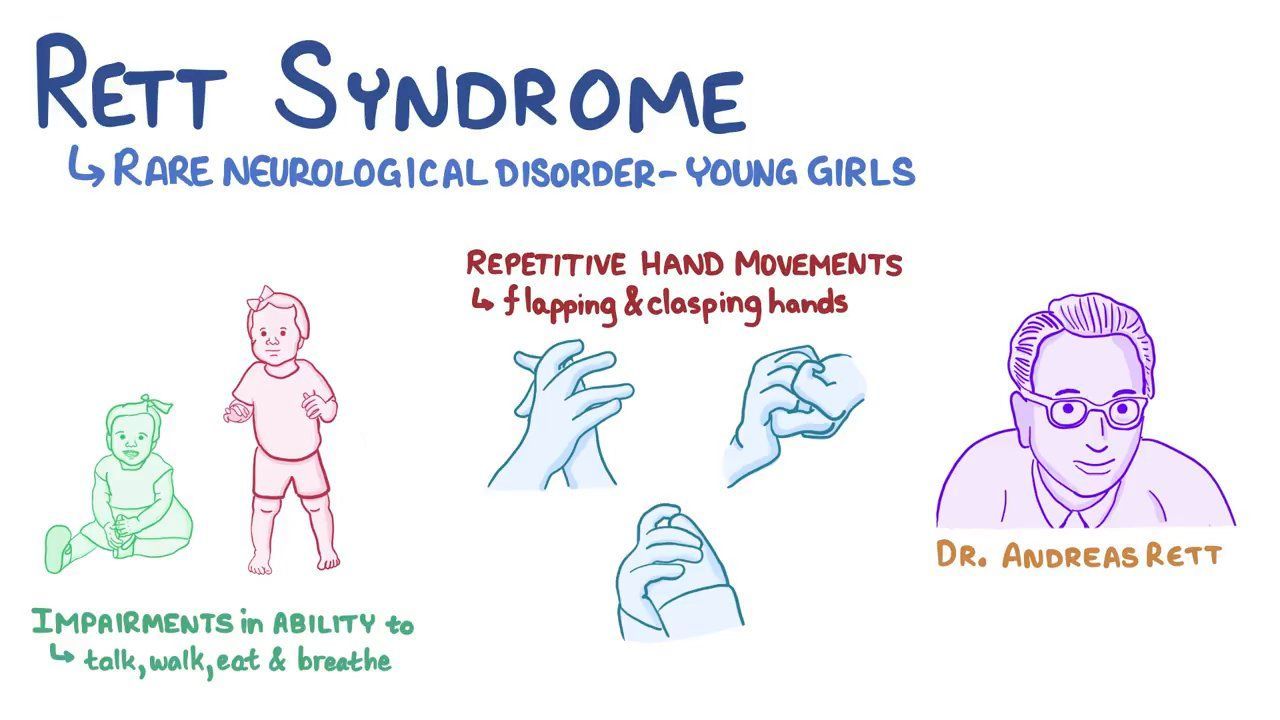 RETT SYNDROME
↳ RARE NEUROLOGICAL DISORDER - YOUNG GIRLS
REPETITIVE HAND MOVEMENTS
↳ flapping & clasping hands
DR. ANDREAS RETT
IMPAIRMENTS in ABILITY to
↳ talk, walk, eat & breathe